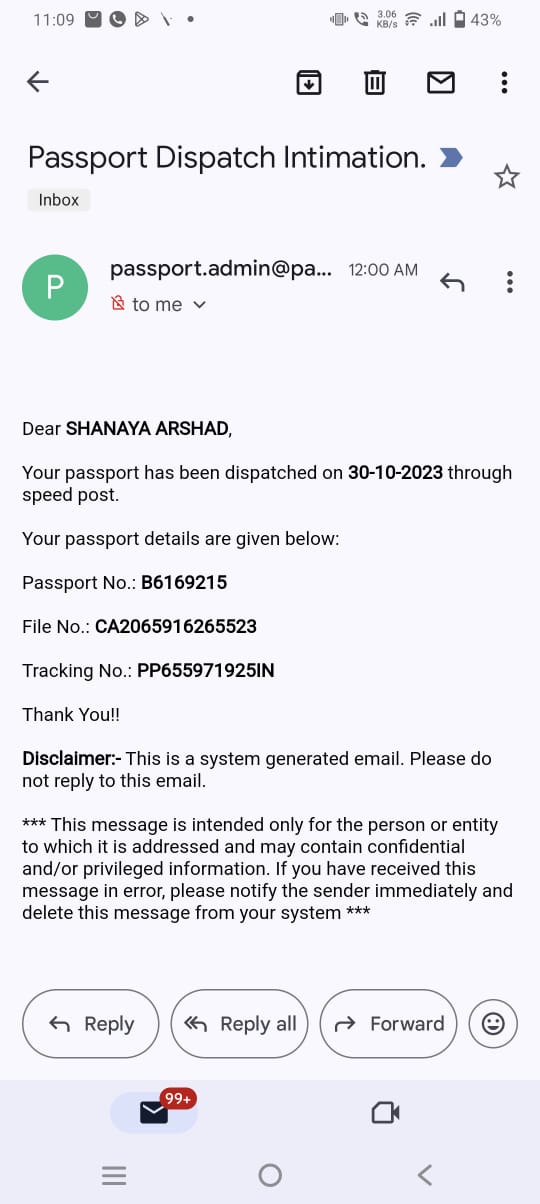 11:09
3.06
KB/s
43%
Passport Dispatch Intimation.
Inbox
P
passport.admin@pa... 12:00 AM
to me
Dear SHANAYA ARSHAD,
Your passport has been dispatched on 30-10-2023 through
speed post.
Your passport details are given below:
Passport No.: B6169215
File No.: CA2065916265523
Tracking No.: PP655971925IN
Thank You!!
Disclaimer:- This is a system generated email. Please do
not reply to this email.
*** This message is intended only for the person or entity
to which it is addressed and may contain confidential
and/or privileged information. If you have received this
message in error, please notify the sender immediately and
delete this message from your system ***
Reply
Reply all
Forward
99+